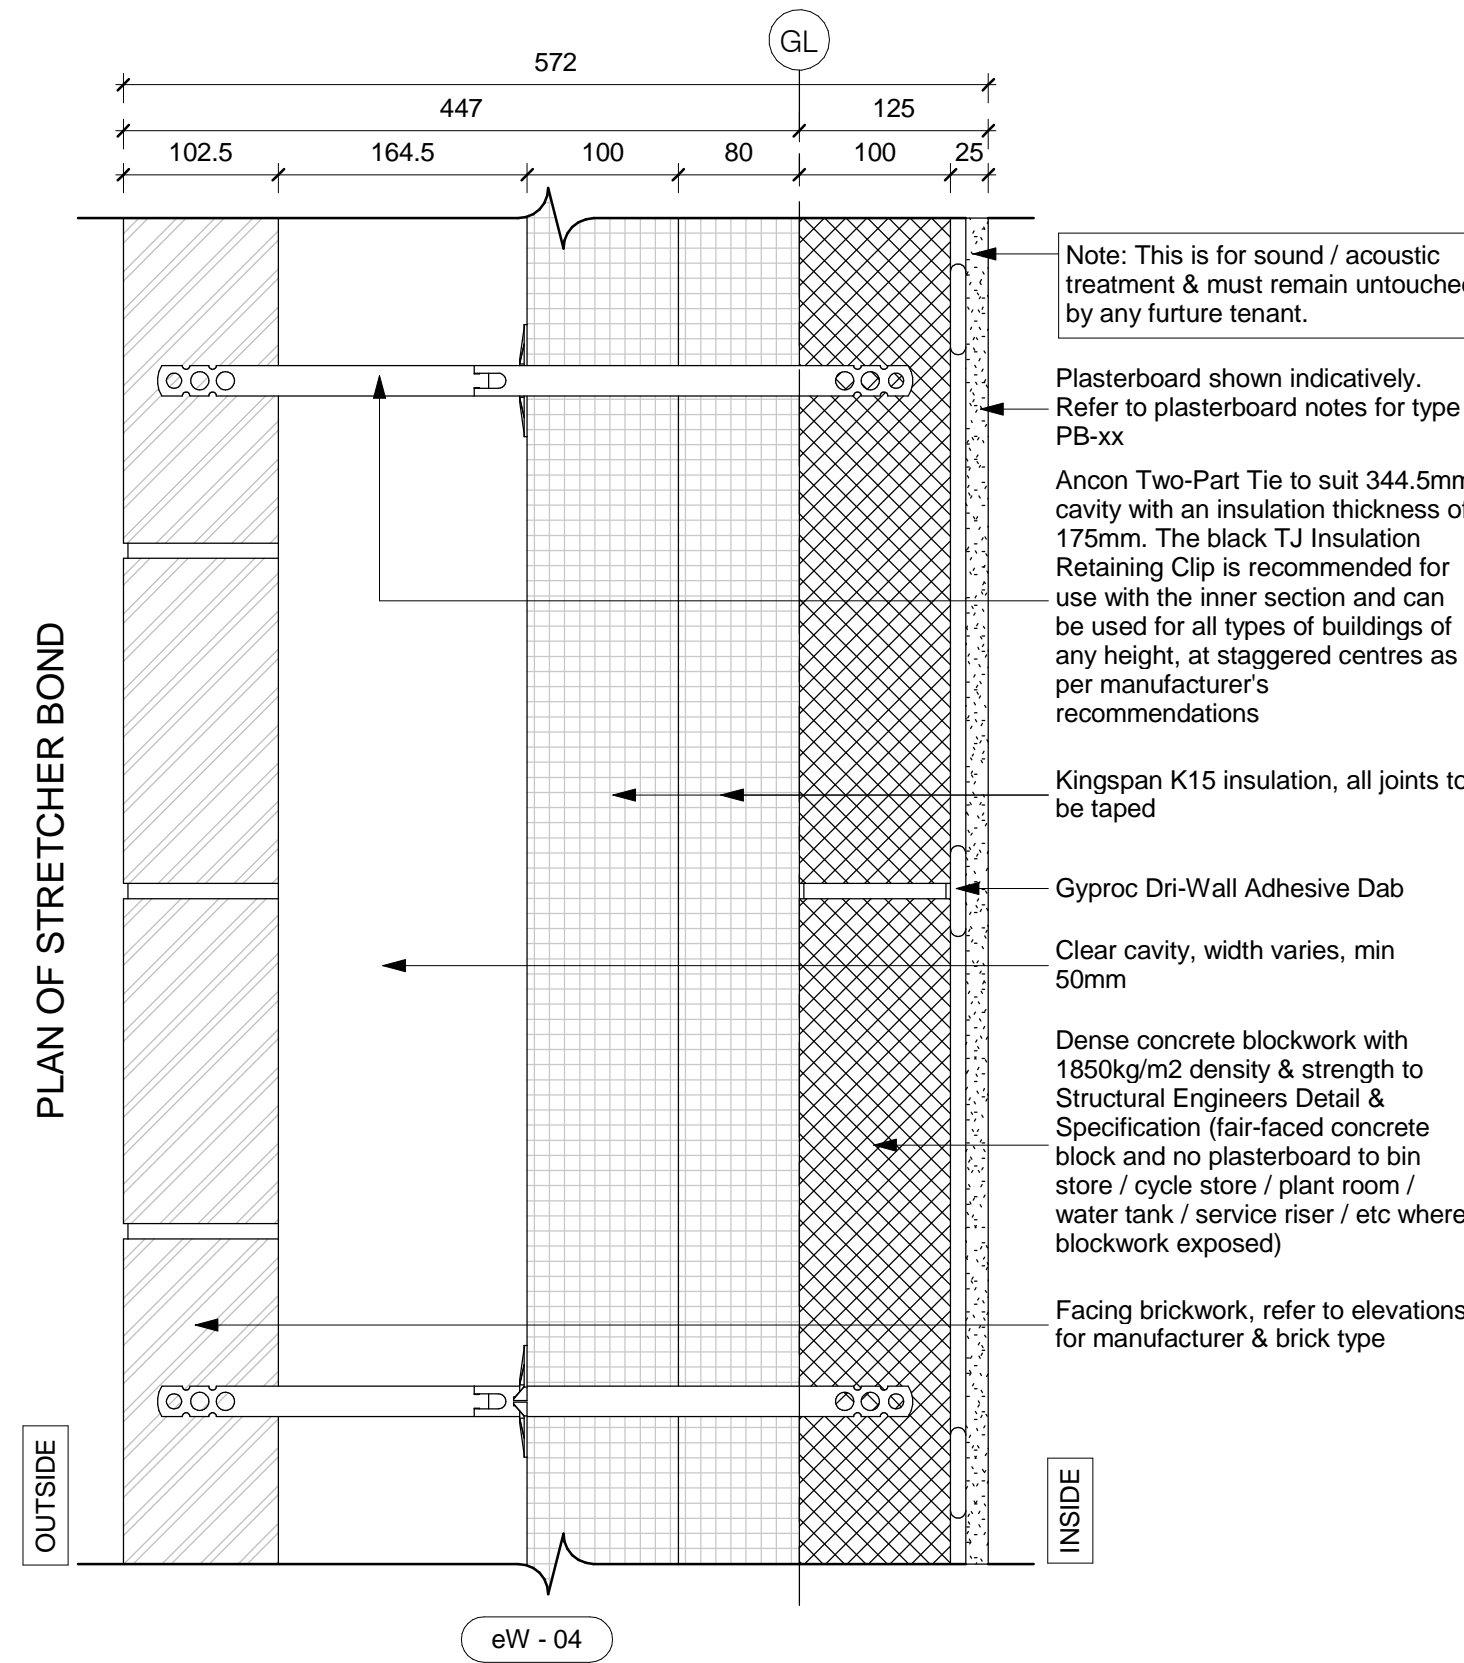 GL
572
447
125
102.5
164.5
100
80
100
25
Note: This is for sound / acoustic
treatment & must remain untouched
by any furture tenant.
Plasterboard shown indicatively.
Refer to plasterboard notes for type
PB-xx
Ancon Two-Part Tie to suit 344.5mm
cavity with an insulation thickness of
175mm. The black TJ Insulation
Retaining Clip is recommended for
use with the inner section and can
be used for all types of buildings of
any height, at staggered centres as
per manufacturer's
recommendations
Kingspan K15 insulation, all joints to
be taped
Gyproc Dri-Wall Adhesive Dab
Clear cavity, width varies, min
50mm
Dense concrete blockwork with
1850kg/m2 density & strength to
Structural Engineers Detail &
Specification (fair-faced concrete
block and no plasterboard to bin
store / cycle store / plant room /
water tank / service riser / etc where
blockwork exposed)
Facing brickwork, refer to elevations
for manufacturer & brick type
PLAN OF STRETCHER BOND
OUTSIDE
INSIDE
eW - 04